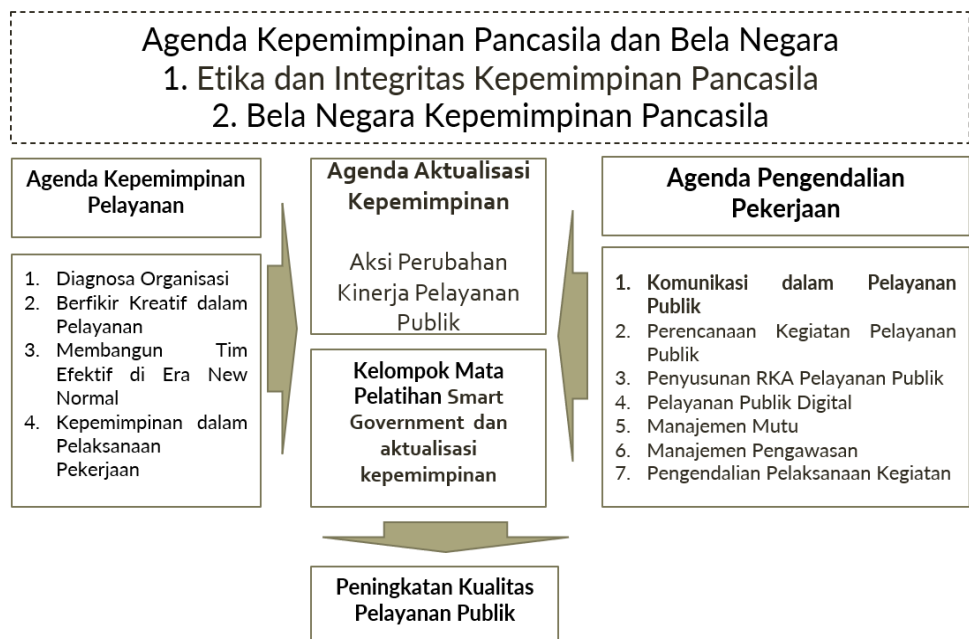 Agenda Kepemimpinan Pancasila dan Bela Negara
1. Etika dan Integritas Kepemimpinan Pancasila
2. Bela Negara Kepemimpinan Pancasila
Agenda Kepemimpinan
Pelayanan
1. Diagnosa Organisasi
2. Berfikir Kreatif dalam
Pelayanan
3. Membangun Tim
Efektif di Era New
Normal
4. Kepemimpinan dalam
Pelaksanaan
Pekerjaan
Agenda Aktualisasi
Kepemimpinan
Aksi Perubahan
Kinerja Pelayanan
Publik
Kelompok Mata
Pelatihan Smart
Government dan
aktualisasi
kepemimpinan
Agenda Pengendalian
Pekerjaan
1. Komunikasi dalam Pelayanan
Publik
2. Perencanaan Kegiatan Pelayanan
Publik
3. Penyusunan RKA Pelayanan Publik
4. Pelayanan Publik Digital
5. Manajemen Mutu
6. Manajemen Pengawasan
7. Pengendalian Pelaksanaan Kegiatan
Peningkatan Kualitas
Pelayanan Publik